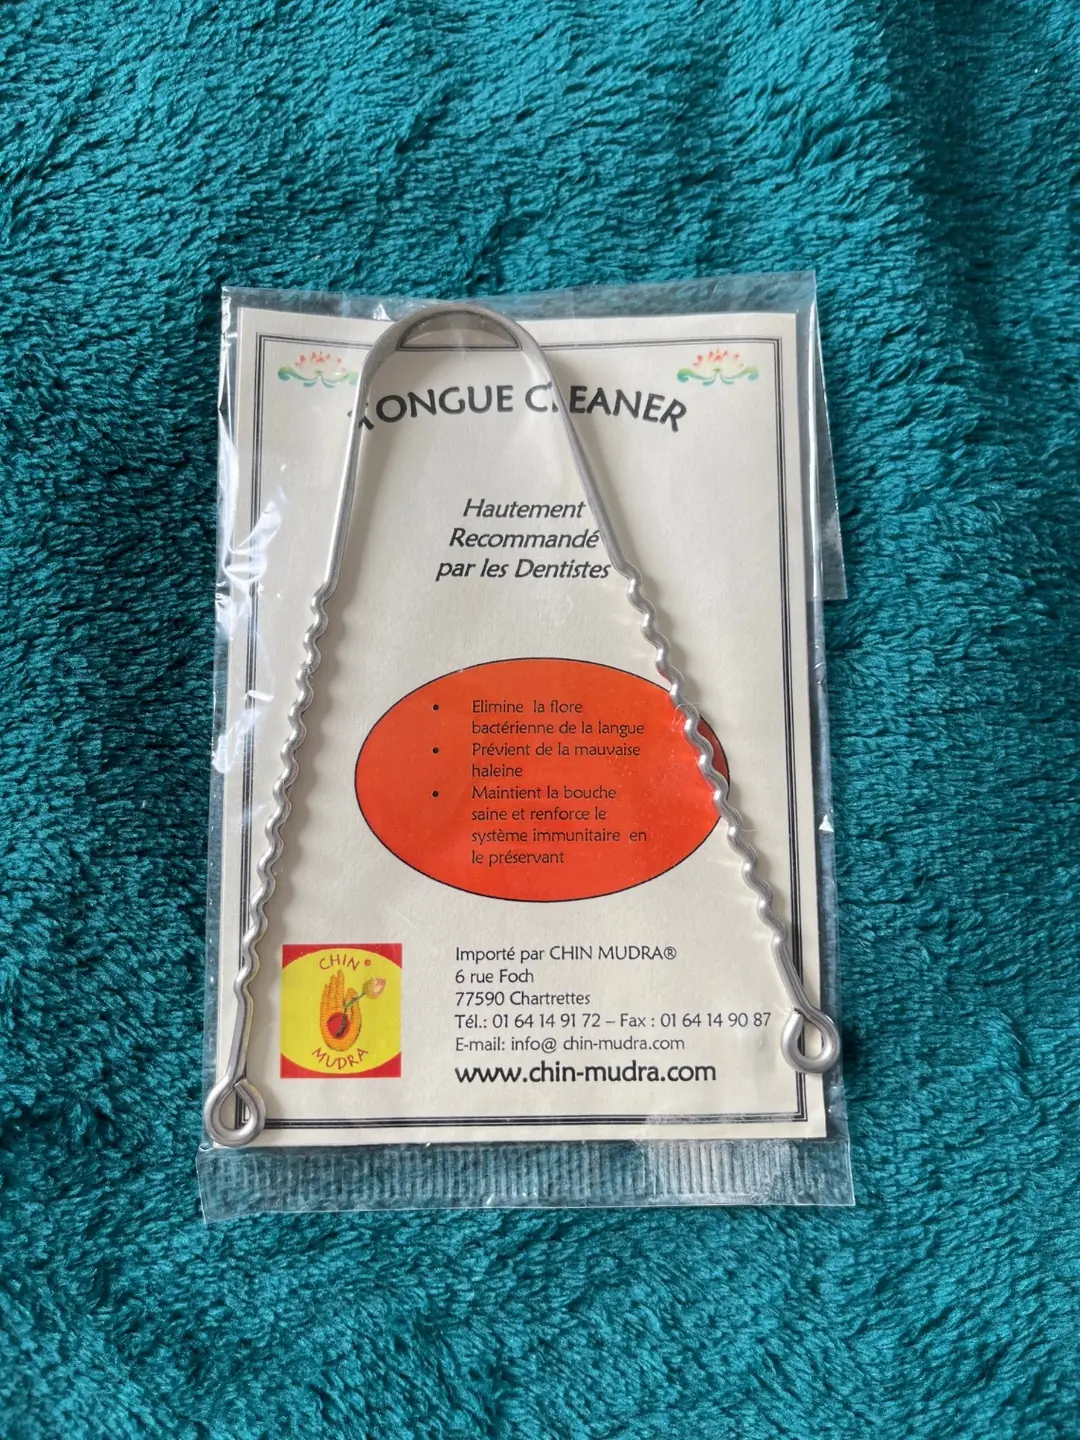 TONGUE CLEANER
Hautement
Recommandé
par les Dentistes
• Elimine la flore
bactérienne de la langue
• Prévient de la mauvaise
haleine
• Maintient la bouche
saine et renforce le
système immunitaire en
le préservant
CHIN®
MUDRA
Importé par CHIN MUDRA®
6 rue Foch
77590 Chartrettes
Tél.: 01 64 14 91 72 – Fax : 01 64 14 90 87
E-mail: info@ chin-mudra.com
www.chin-mudra.com